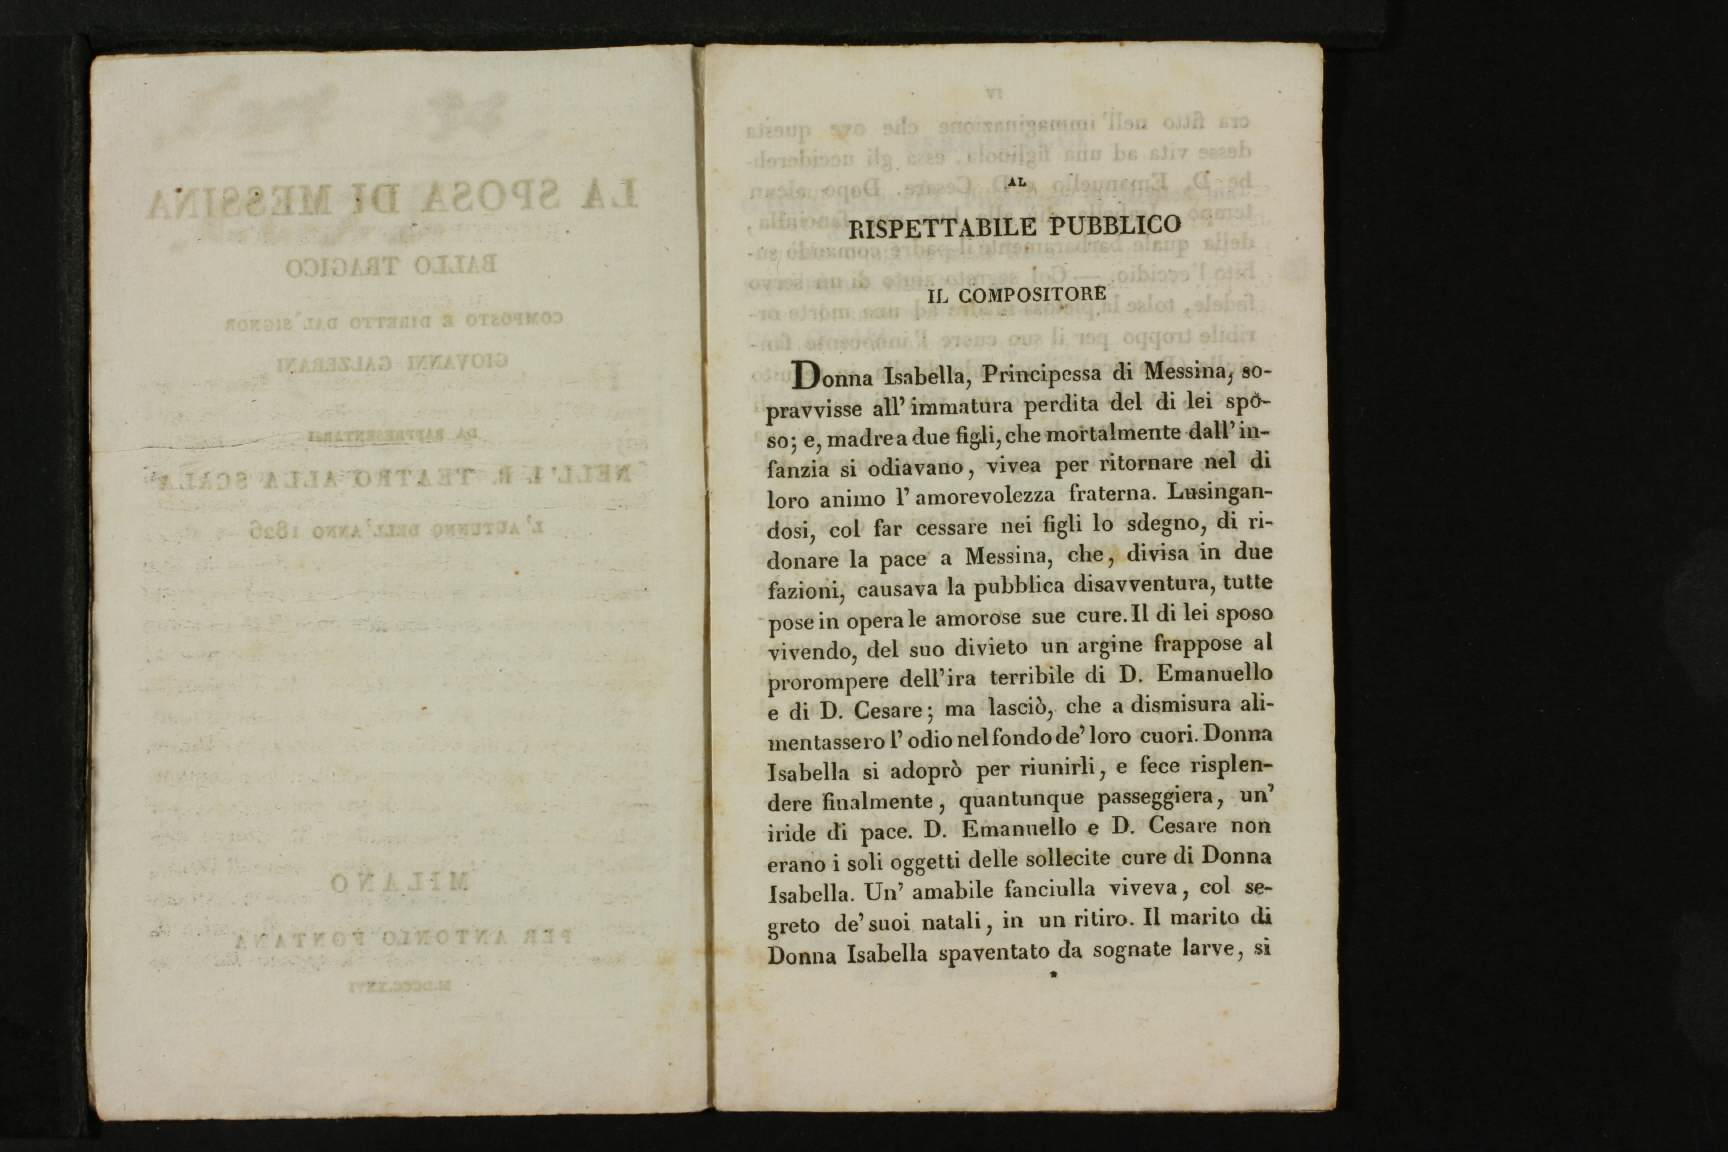 AL
RISPETTABILE PUBBLICO
IL COMPOSITORE
Donna Isabella, Principessa di Messina, so-
pravvisse all' immatura perdita del di lei spo-
so; e, madre a due figli, che mortalmente dall' in-
fanzia si odiavano, vivea per ritornare nel di
loro animo l' amorevolezza fraterna. Lusingan-
dosi, col far cessare nei figli lo sdegno, di ri-
donare la pace a Messina, che, divisa in due
fazioni, causava la pubblica disavventura, tutte
pose in opera le amorose sue cure. Il di lei sposo
vivendo, del suo divieto un argine frappose al
prorompere dell' ira terribile di D. Emanuello
e di D. Cesare; ma lasciò, che a dismisura ali-
mentassero l' odio nel fondo de' loro cuori. Donna
Isabella si adoprò per riunirli, e fece risplen-
dere finalmente, quantunque passeggiera, un'
iride di pace. D. Emanuello e D. Cesare non
erano i soli oggetti delle sollecite cure di Donna
Isabella. Un' amabile fanciulla viveva, col se-
greto de' suoi natali, in un ritiro. Il marito di
Donna Isabella spaventato da sognate larve, si
*